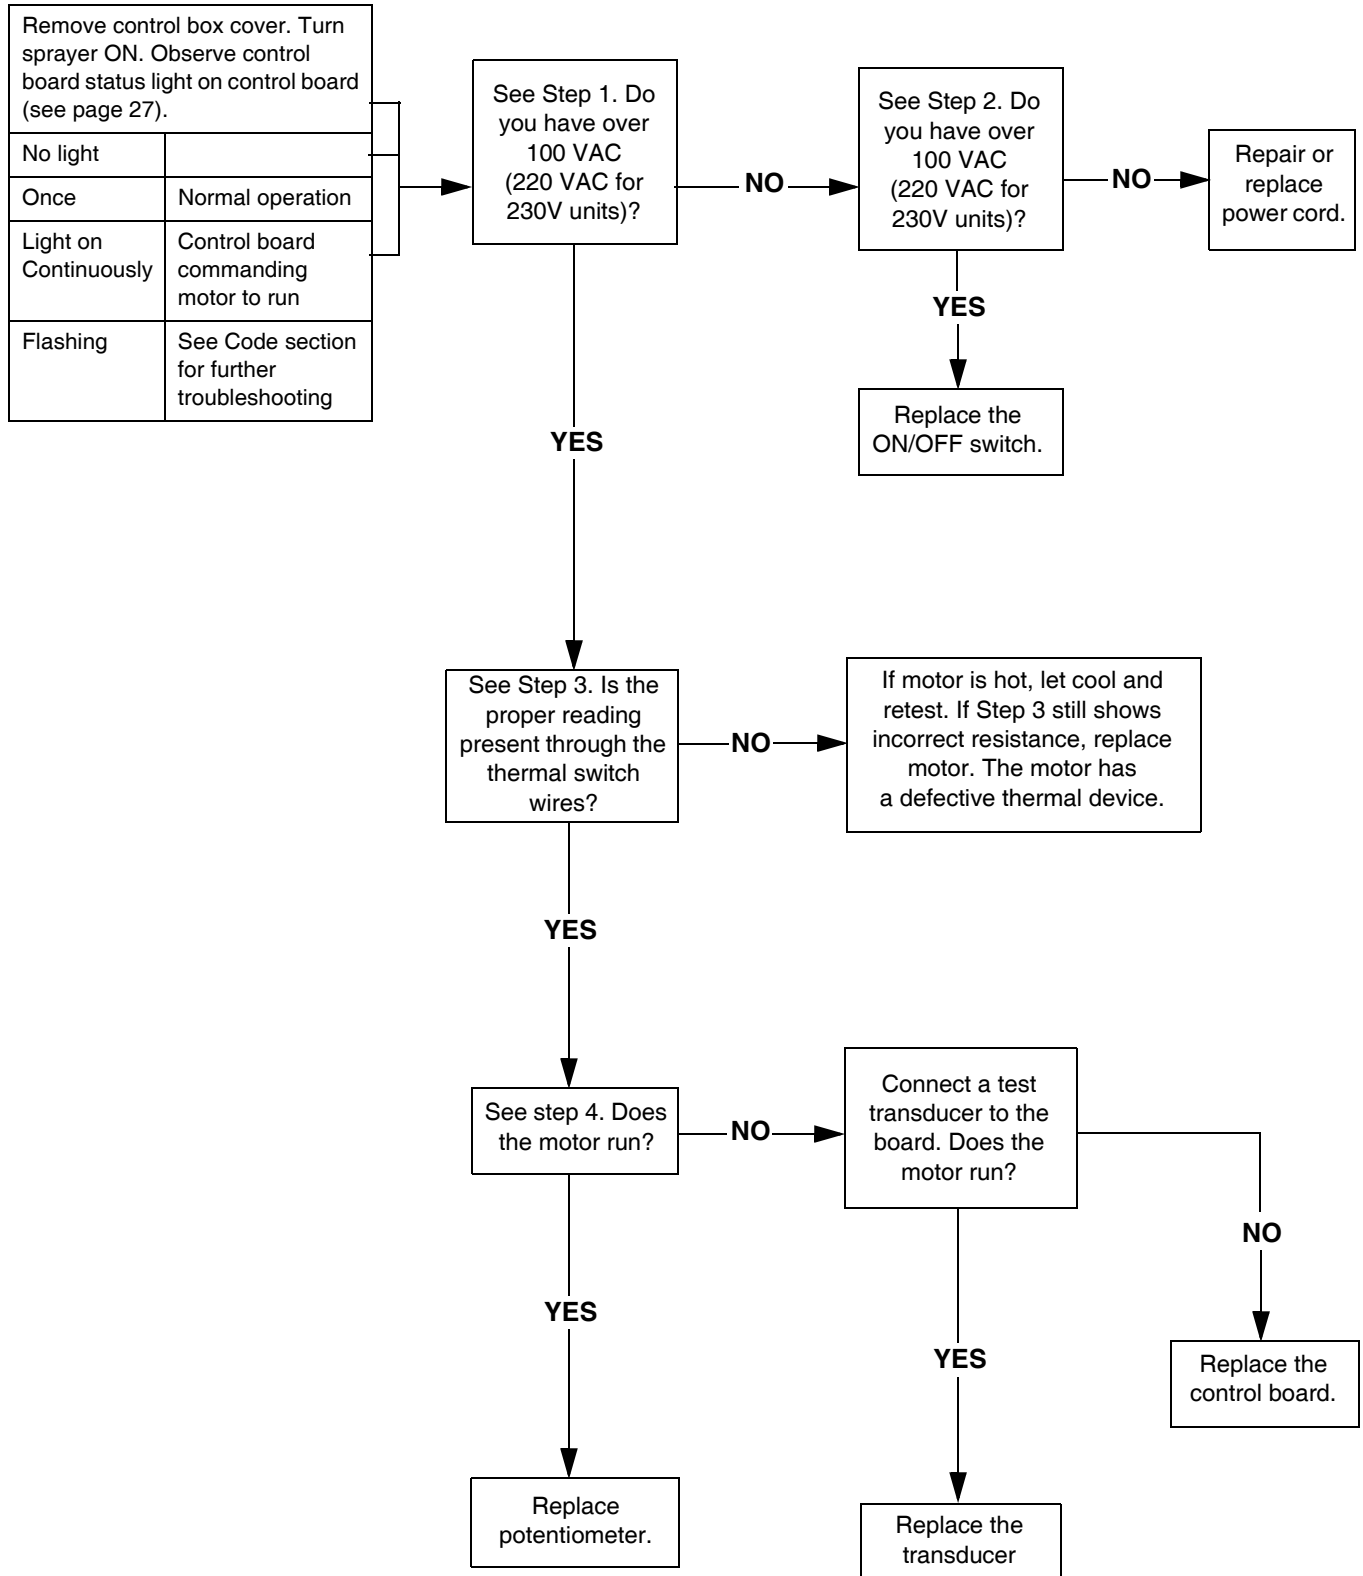 Remove control box cover. Turn
sprayer ON. Observe control
board status light on control board
(see page 27).
No light
Once
Normal operation
Light on
Continuously
Control board
commanding
motor to run
Flashing
See Code section
for further
troubleshooting
See Step 1. Do
you have over
100 VAC
(220 VAC for
230V units)?
NO
See Step 2. Do
you have over
100 VAC
(220 VAC for
230V units)?
NO
Repair or
replace
power cord.
YES
Replace the
ON/OFF switch.
YES
See Step 3. Is the
proper reading
present through the
thermal switch
wires?
NO
If motor is hot, let cool and
retest. If Step 3 still shows
incorrect resistance, replace
motor. The motor has
a defective thermal device.
YES
See step 4. Does
the motor run?
NO
Connect a test
transducer to the
board. Does the
motor run?
NO
Replace the
control board.
YES
Replace
potentiometer.
YES
Replace the
transducer